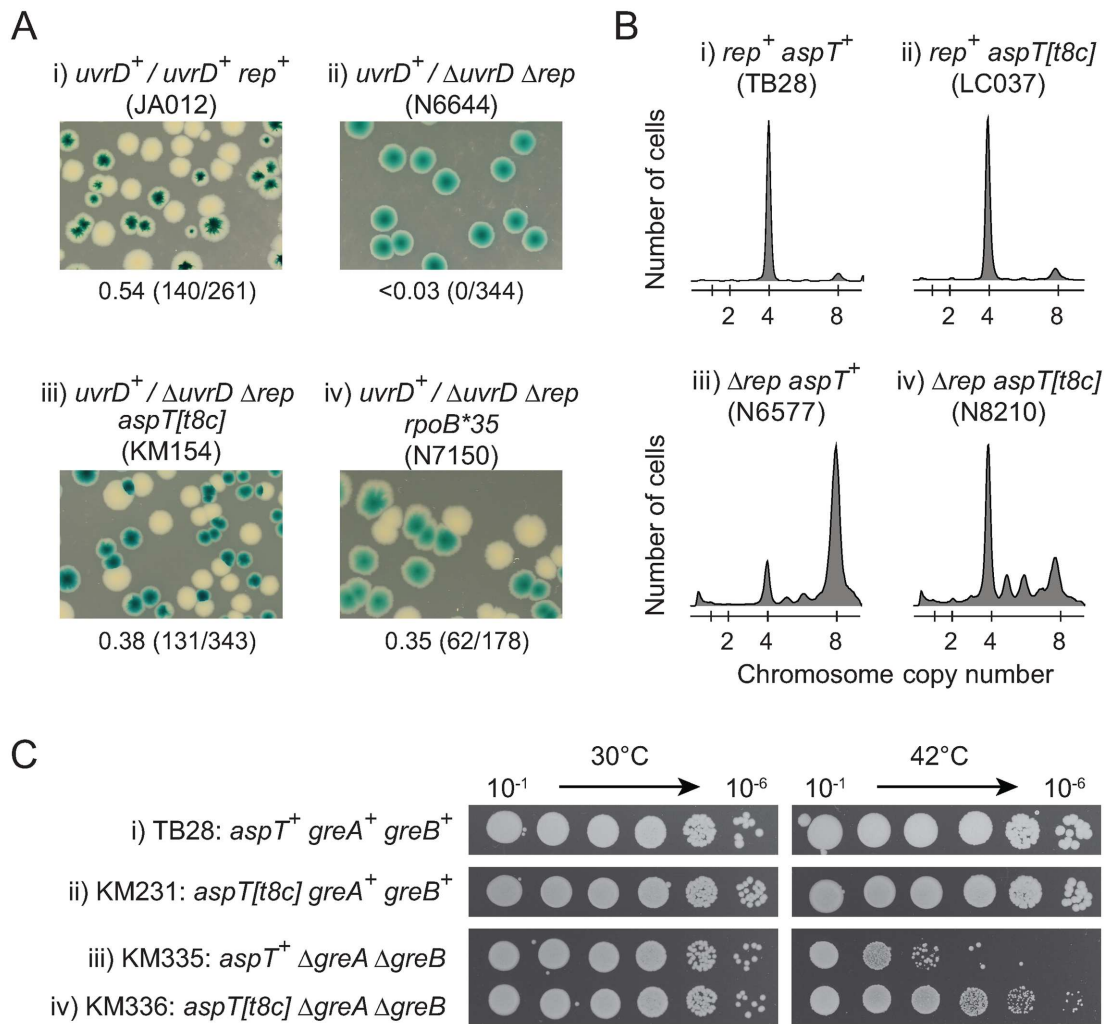 A
i) uvrD⁺ / uvrD⁺ rep⁺
(JA012)
0.54 (140/261)
ii) uvrD⁺ / ΔuvrD Δrep
(N6644)
<0.03 (0/344)
iii) uvrD⁺ / ΔuvrD Δrep
aspT[t8c]
(KM154)
0.38 (131/343)
iv) uvrD⁺ / ΔuvrD Δrep
rpoB*35
(N7150)
0.35 (62/178)
B
i) rep⁺ aspT⁺
(TB28)
Number of cells
2 4 8
ii) rep⁺ aspT[t8c]
(LC037)
2 4 8
iii) Δrep aspT⁺
(N6577)
Number of cells
2 4 8
iv) Δrep aspT[t8c]
(N8210)
2 4 8
Chromosome copy number
C
30°C 42°C
10⁻¹ 10⁻⁶ 10⁻¹ 10⁻⁶
i) TB28: aspT⁺ greA⁺ greB⁺
ii) KM231: aspT[t8c] greA⁺ greB⁺
iii) KM335: aspT⁺ ΔgreA ΔgreB
iv) KM336: aspT[t8c] ΔgreA ΔgreB